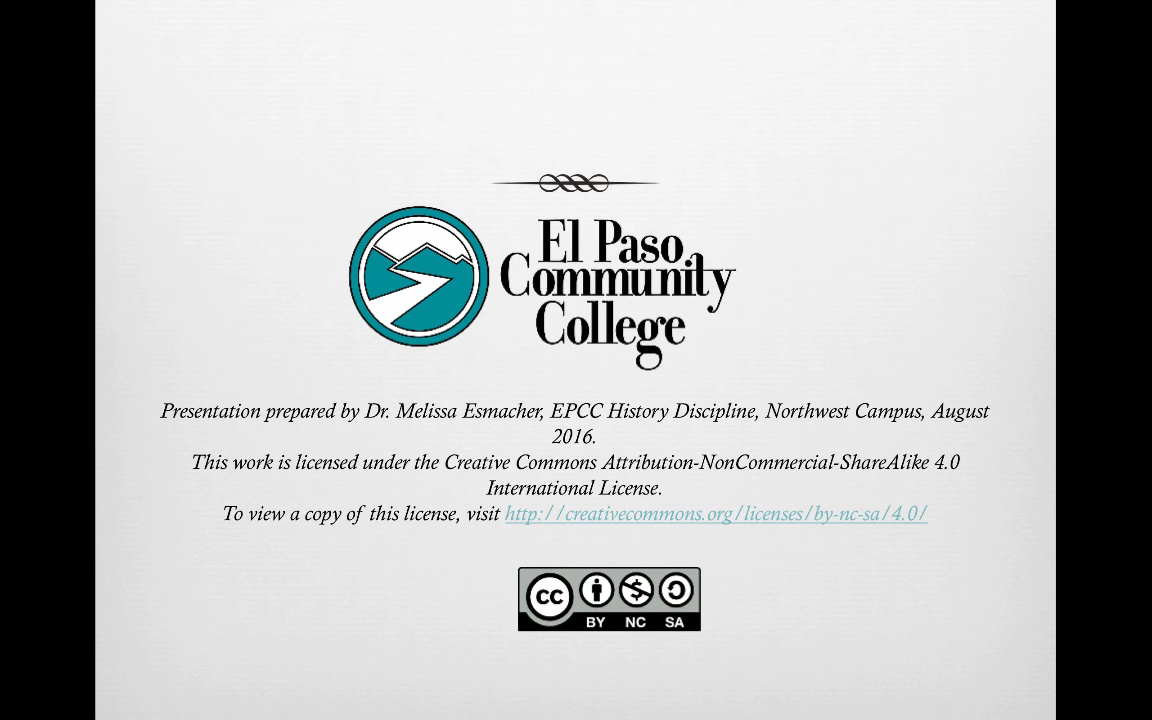 El Paso
Community
College
Presentation prepared by Dr. Melissa Esmacher, EPCC History Discipline, Northwest Campus, August
2016.
This work is licensed under the Creative Commons Attribution-NonCommercial-ShareAlike 4.0
International License.
To view a copy of this license, visit http://creativecommons.org/licenses/by-nc-sa/4.0/
cc
BY NC SA